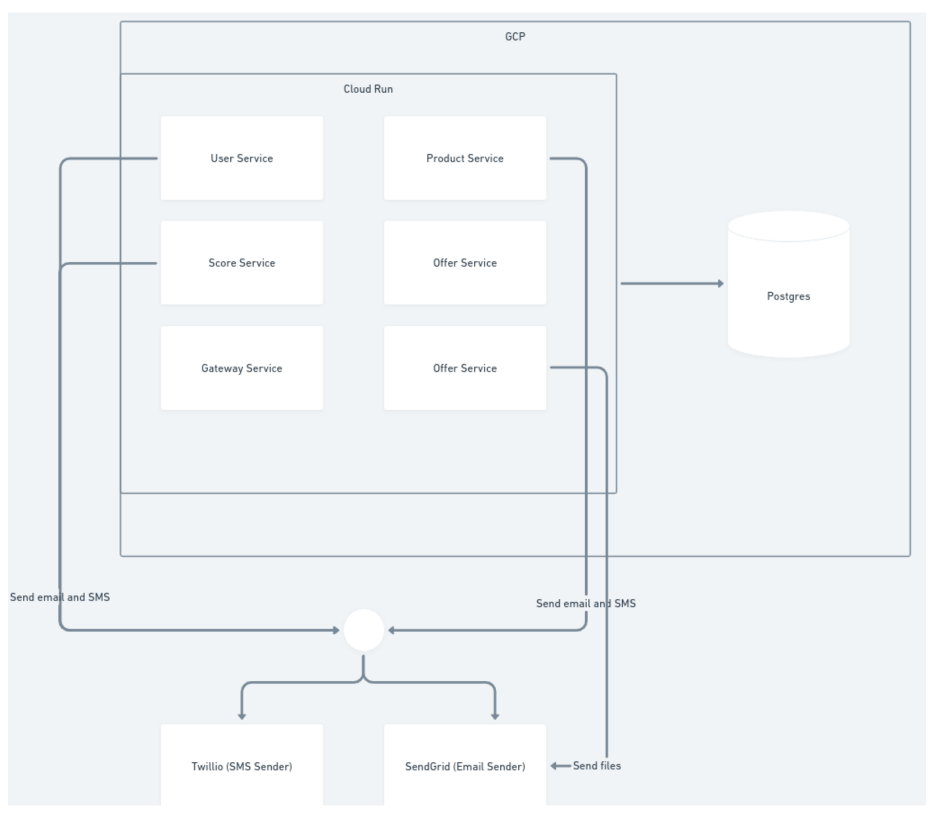 GCP
Cloud Run
User Service
Product Service
Score Service
Offer Service
Postgres
Gateway Service
Offer Service
Send email and SMS
Send email and SMS
Twillio (SMS Sender)
SendGrid (Email Sender)
Send files